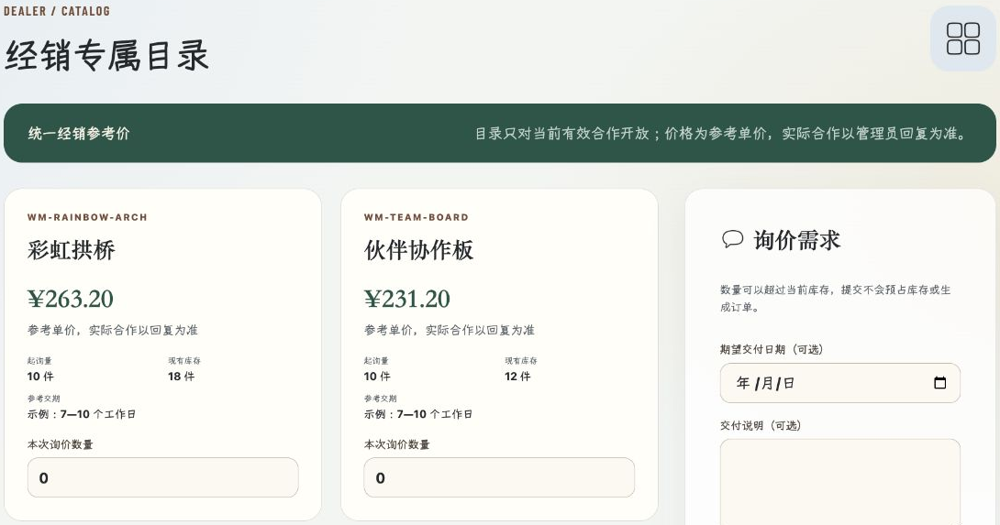 DEALER / CATALOG
经销专属目录
统一经销参考价
目录只对当前有效合作开放；价格为参考单价，实际合作以管理员回复为准。
WM-RAINBOW-ARCH
彩虹拱桥
¥263.20
参考单价，实际合作以回复为准
起询量
现有库存
10 件
18 件
参考交期
示例：7—10 个工作日
本次询价数量
0
WM-TEAM-BOARD
伙伴协作板
¥231.20
参考单价，实际合作以回复为准
起询量
现有库存
10 件
12 件
参考交期
示例：7—10 个工作日
本次询价数量
0
询价需求
数量可以超过当前库存，提交不会预占库存或生
成订单。
期望交付日期（可选）
年 /月/日
交付说明（可选）